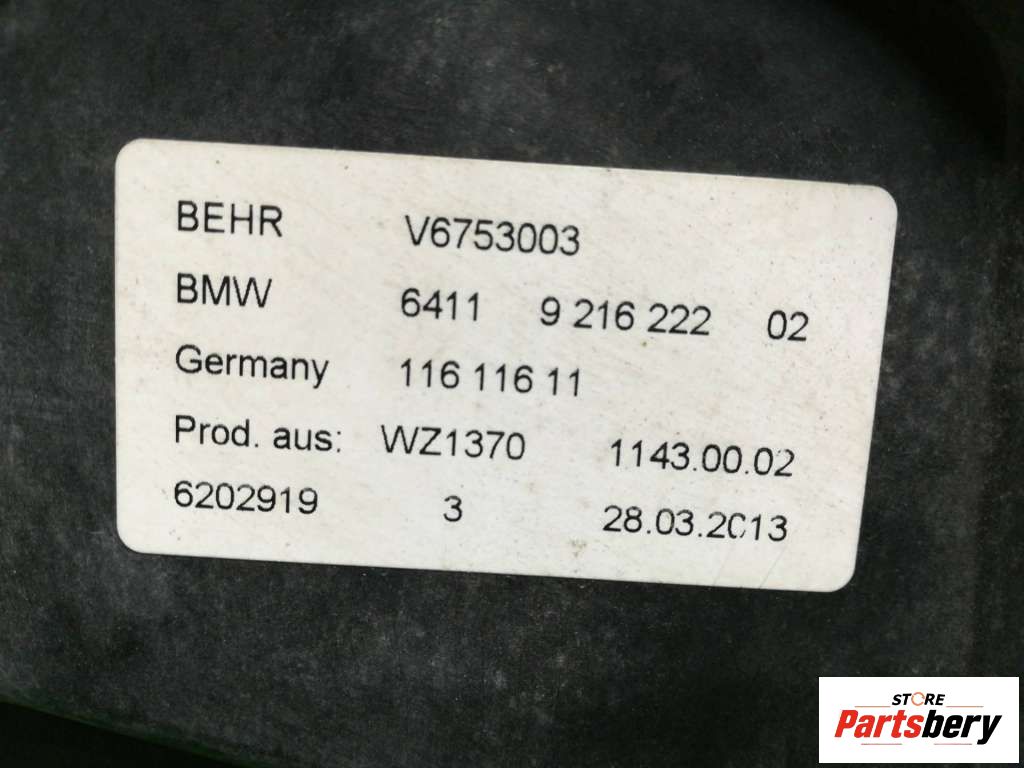 BEHR V6753003
BMW 6411 9 216 222 02
Germany 116 116 11
Prod. aus: WZ1370 1143.00.02
6202919 3 28.03.2013
STORE
Partsbery